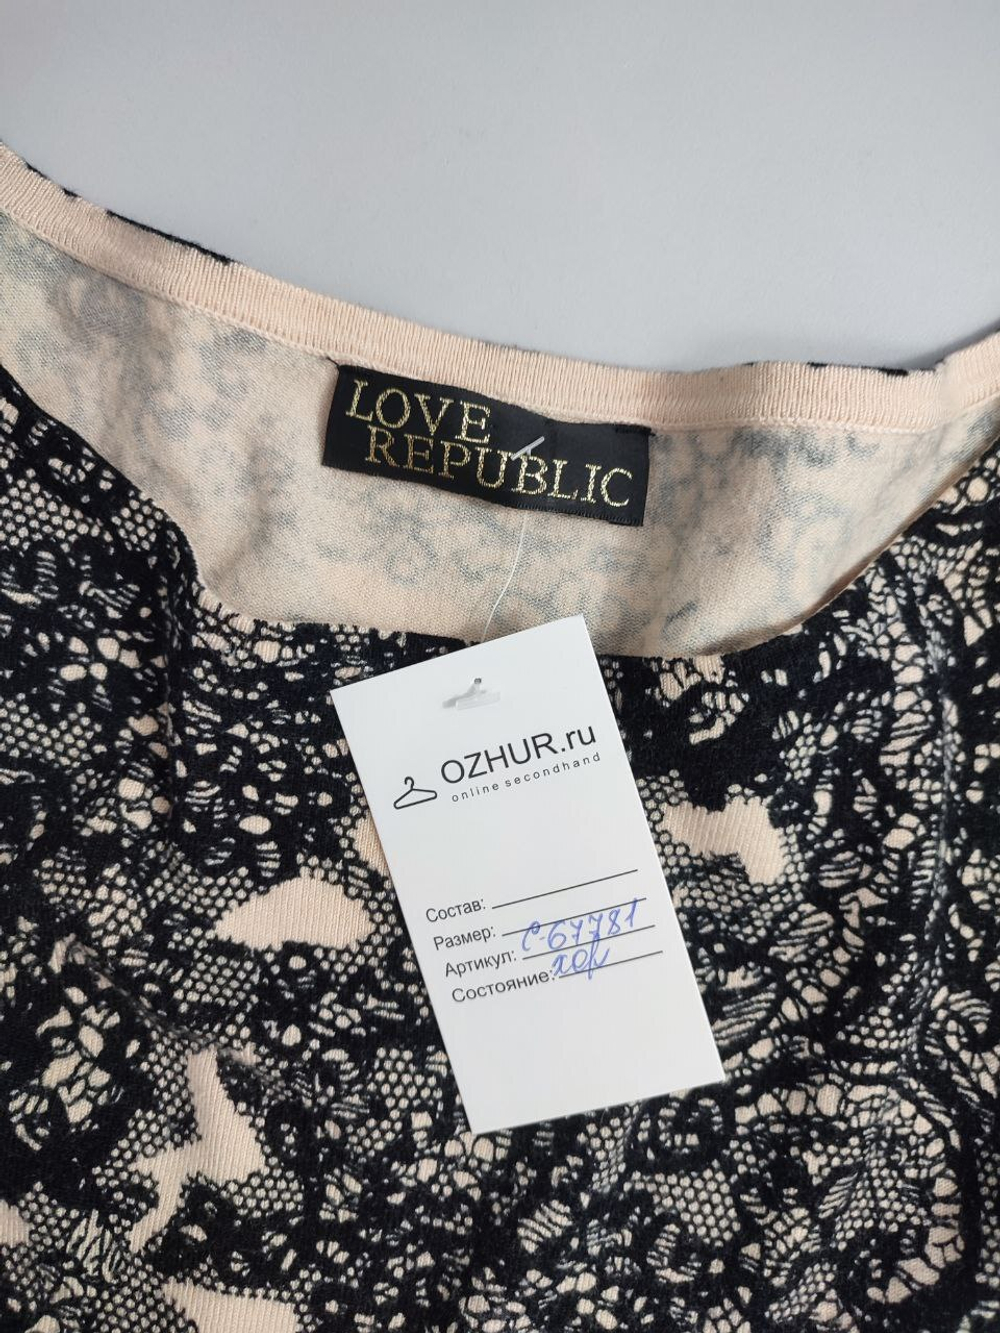 LOVE
REPUBLIC
OZHUR.ru
online secondhand
Состав:
Размер:
Артикул: С-67781
Состояние: хор